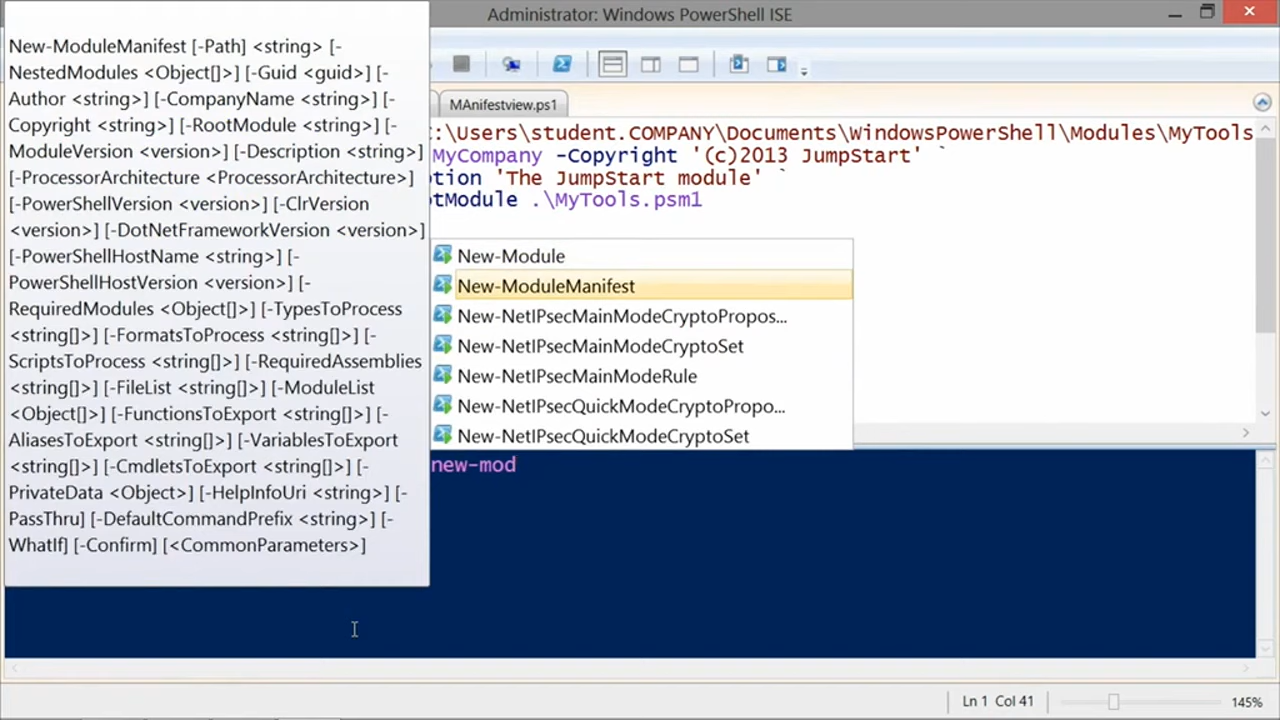 Administrator: Windows PowerShell ISE
New-ModuleManifest [-Path] <string> [-
NestedModules <Object[]>] [-Guid <guid>] [-
Author <string>] [-CompanyName <string>] [-
Copyright <string>] [-RootModule <string>] [-
ModuleVersion <version>] [-Description <string>]
[-ProcessorArchitecture <ProcessorArchitecture>]
[-PowerShellVersion <version>] [-ClrVersion
<version>] [-DotNetFrameworkVersion <version>]
[-PowerShellHostName <string>] [-
PowerShellHostVersion <version>] [-
RequiredModules <Object[]>] [-TypesToProcess
<string[]>] [-FormatsToProcess <string[]>] [-
ScriptsToProcess <string[]>] [-RequiredAssemblies
<string[]>] [-FileList <string[]>] [-ModuleList
<Object[]>] [-FunctionsToExport <string[]>] [-
AliasesToExport <string[]>] [-VariablesToExport
<string[]>] [-CmdletsToExport <string[]>] [-
PrivateData <Object>] [-HelpInfoUri <string>] [-
PassThru] [-DefaultCommandPrefix <string>] [-
WhatIf] [-Confirm] [<CommonParameters>]
MAnifestview.ps1
:\Users\student.COMPANY\Documents\WindowsPowerShell\Modules\MyTools
MyCompany -Copyright '(c)2013 JumpStart' `
ption 'The JumpStart module' `
otModule .\MyTools.psm1
New-Module
New-ModuleManifest
New-NetIPsecMainModeCryptoPropos...
New-NetIPsecMainModeCryptoSet
New-NetIPsecMainModeRule
New-NetIPsecQuickModeCryptoPropo...
New-NetIPsecQuickModeCryptoSet
new-mod
Ln 1 Col 41
145%